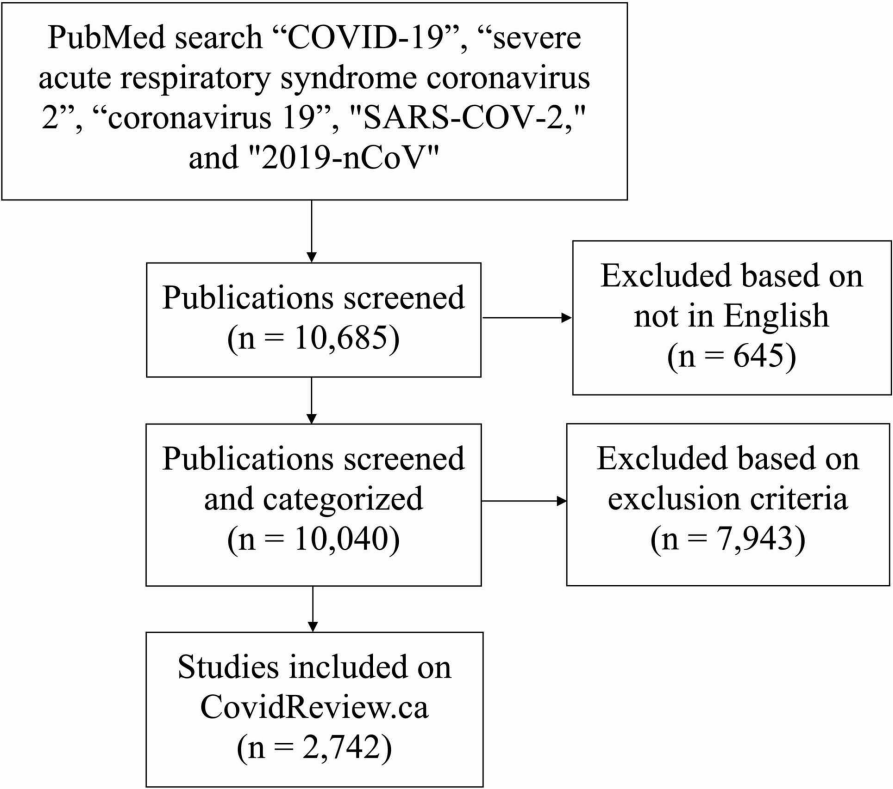 PubMed search “COVID-19”, “severe
acute respiratory syndrome coronavirus
2”, “coronavirus 19”, "SARS-COV-2,"
and "2019-nCoV"
Publications screened
(n = 10,685)
Excluded based on
not in English
(n = 645)
Publications screened
and categorized
(n = 10,040)
Excluded based on
exclusion criteria
(n = 7,943)
Studies included on
CovidReview.ca
(n = 2,742)